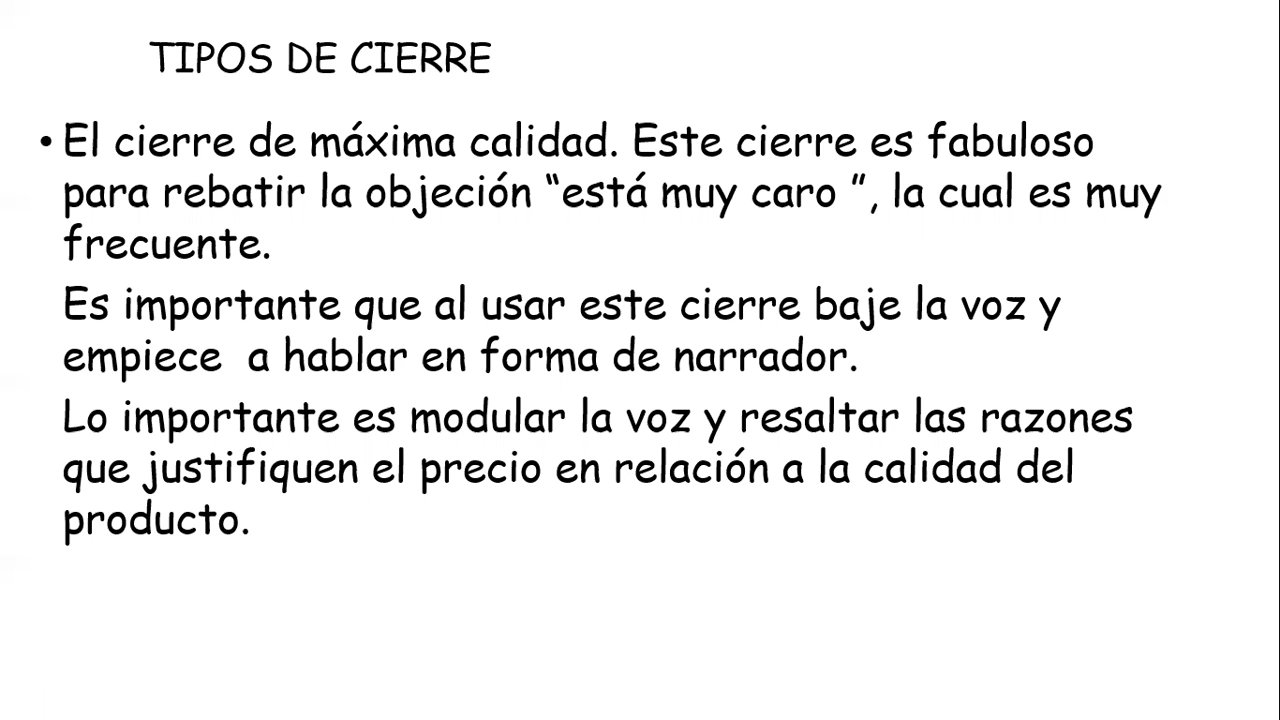 TIPOS DE CIERRE
• El cierre de máxima calidad. Este cierre es fabuloso
para rebatir la objeción “está muy caro ”, la cual es muy
frecuente.
Es importante que al usar este cierre baje la voz y
empiece  a hablar en forma de narrador.
Lo importante es modular la voz y resaltar las razones
que justifiquen el precio en relación a la calidad del
producto.